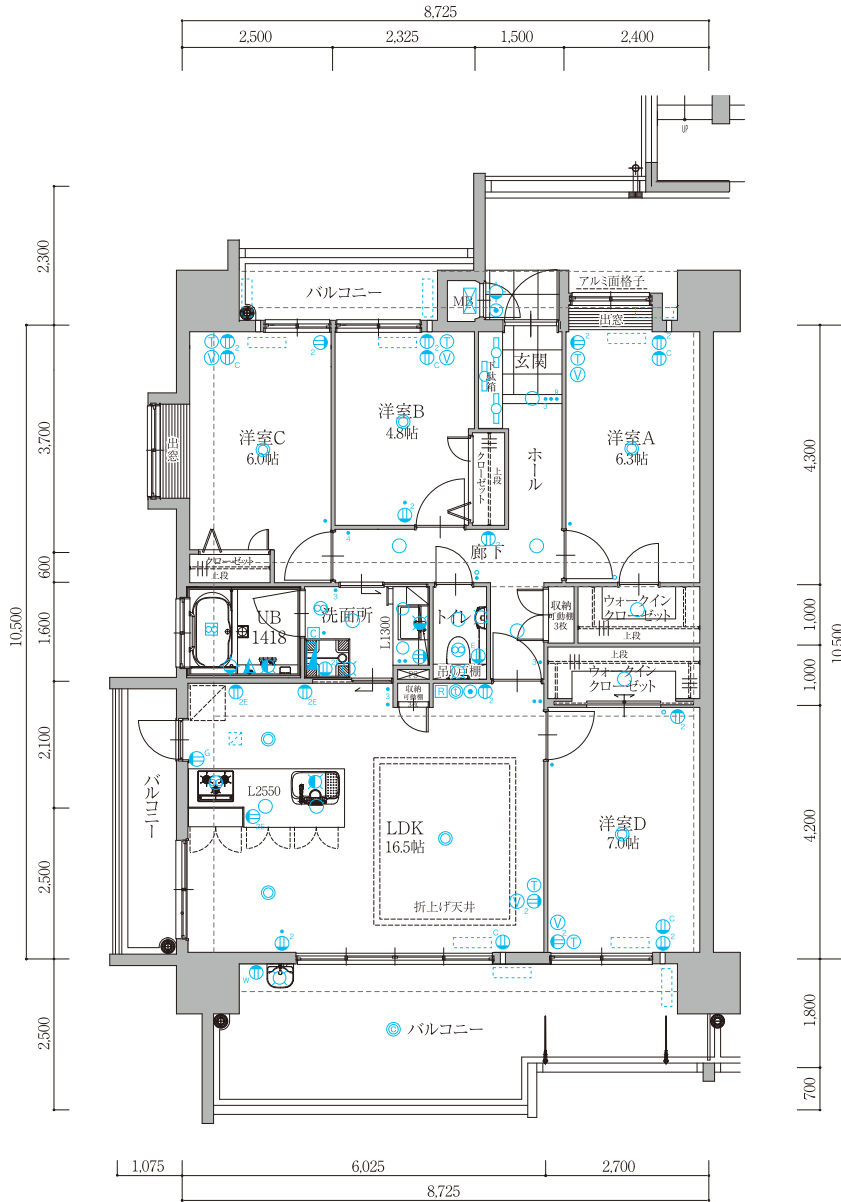 8,725
2,500
2,325
1,500
2,400
UP
2,300
3,700
600
1,600
10,500
2,100
2,500
2,500
4,300
1,000
1,000
10,500
4,200
1,800
700
バルコニー
MB
アルミ面格子
出窓
玄関
下駄箱
洋室C
6.0帖
洋室B
4.8帖
洋室A
6.3帖
出窓
クローゼット
上段
ホール
廊下
クローゼット
上段
UB
1418
洗面所
L1300
トイレ
吊り戸棚
収納
可動棚
3枚
ウォークイン
クローゼット
上段
上段
ウォークイン
クローゼット
収納
可動棚
3枚
バルコニー
L2550
LDK
16.5帖
折上げ天井
洋室D
7.0帖
バルコニー
1,075
6,025
2,700
8,725